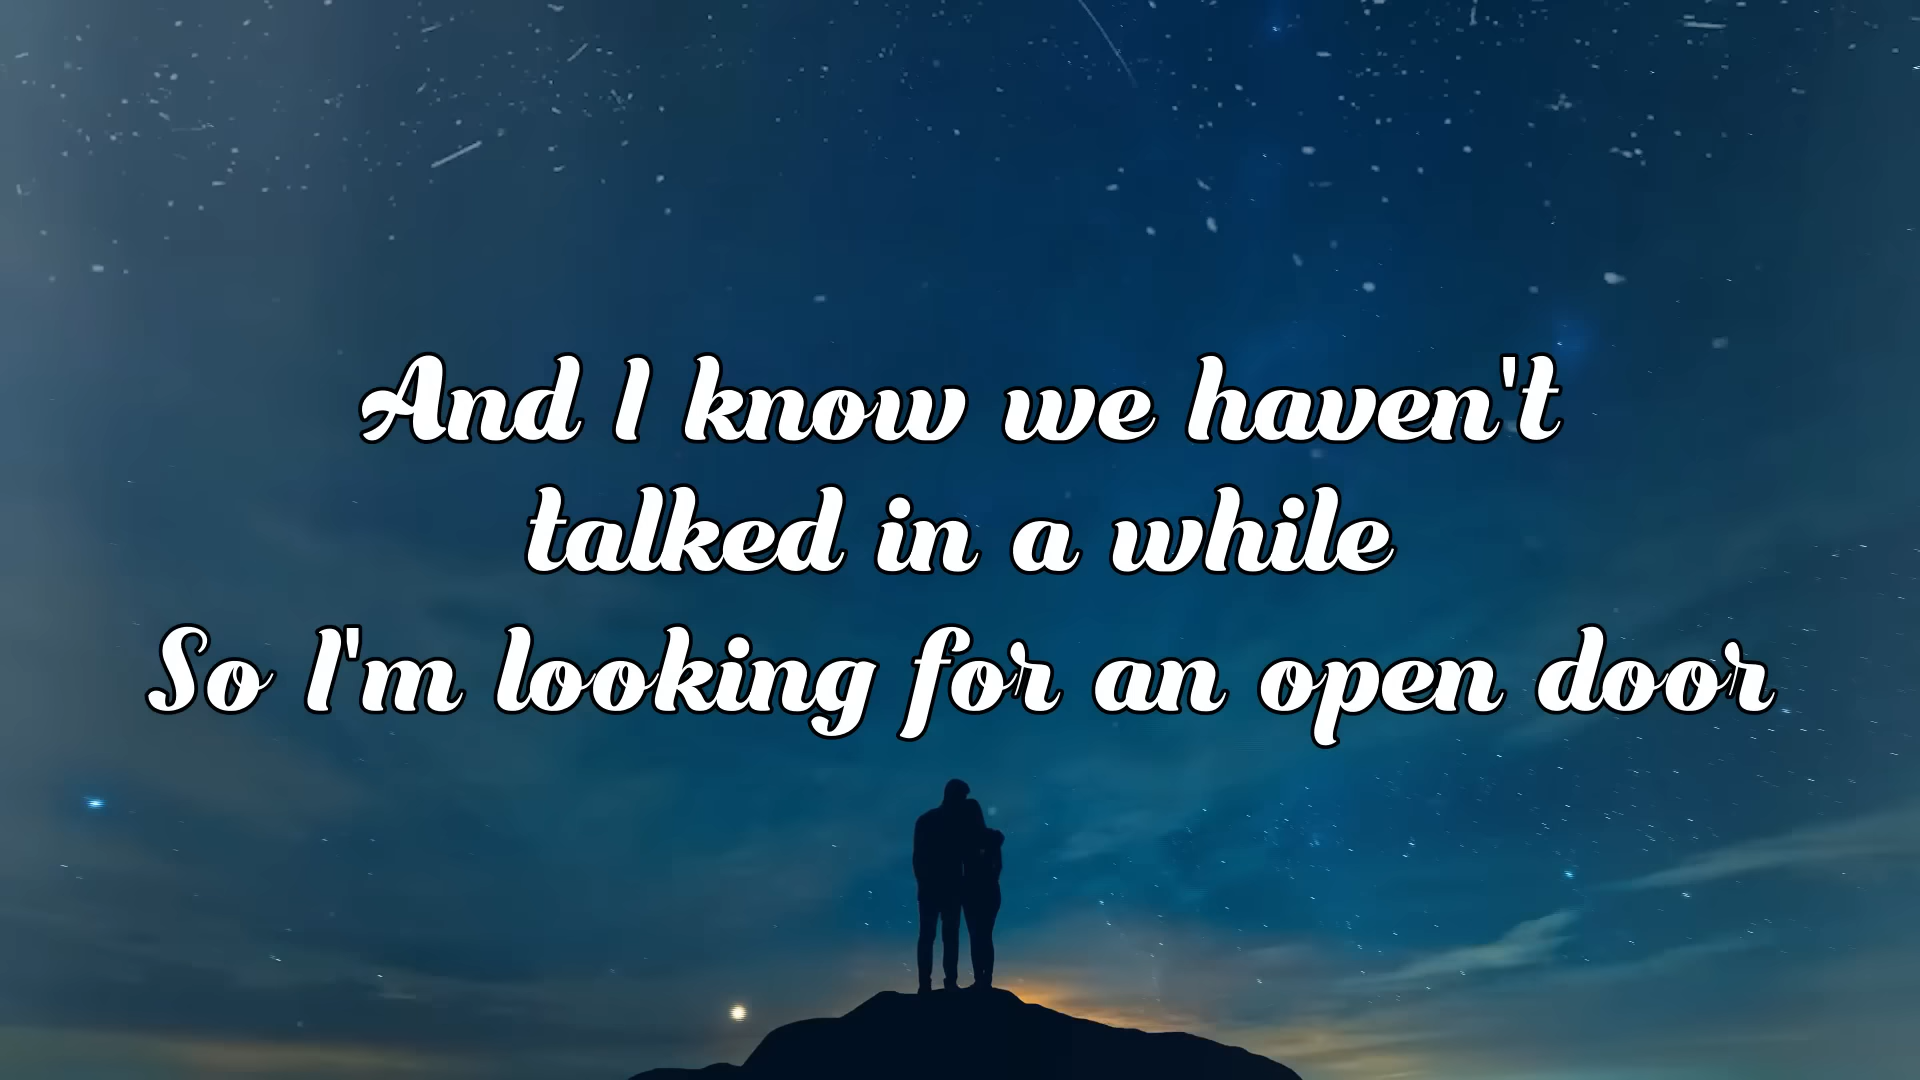 And I know we haven't
talked in a while
So I'm looking for an open door